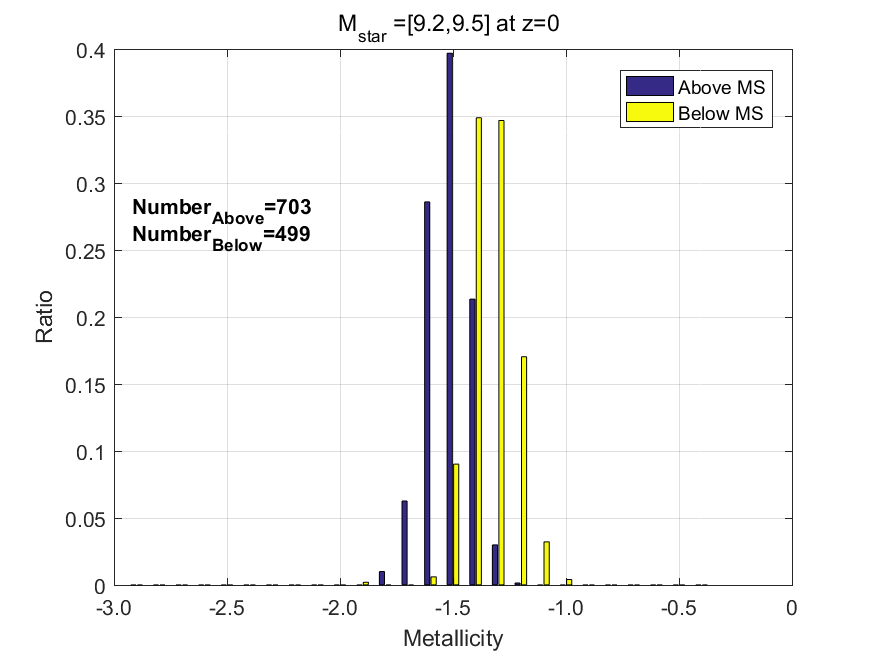 M_star =[9.2,9.5] at z=0
0.4
0.35
0.3
0.25
0.2
0.15
0.1
0.05
0
Ratio
Above MS
Below MS
Number_Above=703
Number_Below=499
-3.0 -2.5 -2.0 -1.5 -1.0 -0.5 0
Metallicity